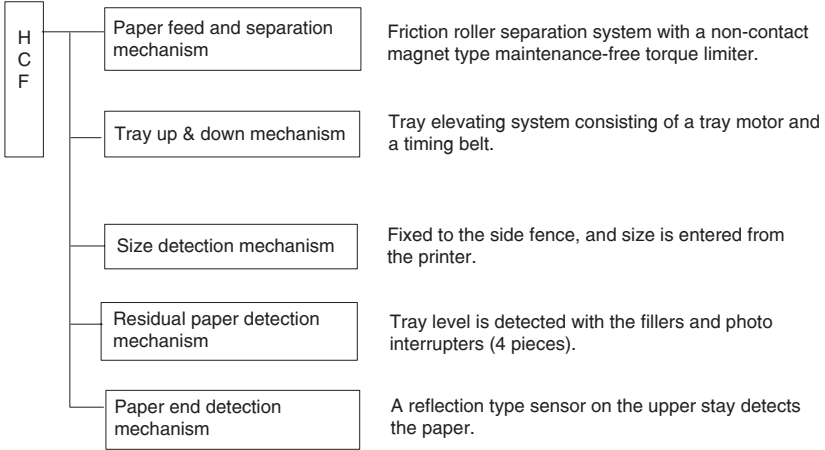 H
C
F
Paper feed and separation
mechanism
Friction roller separation system with a non-contact
magnet type maintenance-free torque limiter.
Tray up & down mechanism
Tray elevating system consisting of a tray motor and
a timing belt.
Size detection mechanism
Fixed to the side fence, and size is entered from
the printer.
Residual paper detection
mechanism
Tray level is detected with the fillers and photo
interrupters (4 pieces).
Paper end detection
mechanism
A reflection type sensor on the upper stay detects
the paper.